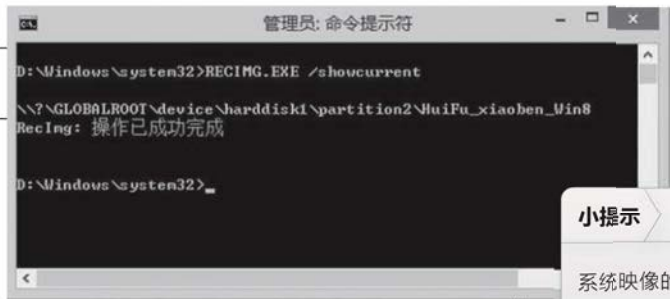 管理员: 命令提示符
D:\Windows\system32>RECIMG.EXE /showcurrent
\\?\GLOBALROOT\device\harddisk1\partition2\HuiFu_xiaoben_Win8
RecImg: 操作已成功完成
D:\Windows\system32>_
小提示
系统映像的